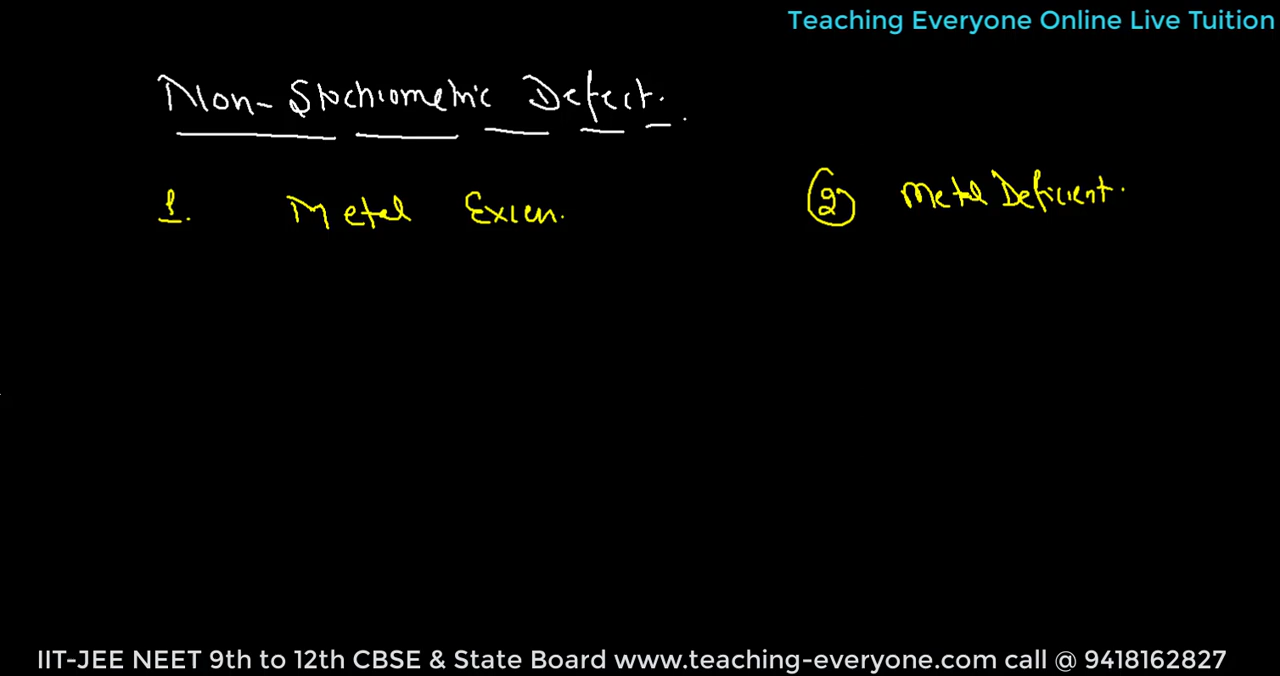 Teaching Everyone Online Live Tuition
Non-Stochiometric Defect.
1. Metal Excess.
2 Metal Deficient.
IIT-JEE NEET 9th to 12th CBSE & State Board www.teaching-everyone.com call @ 9418162827